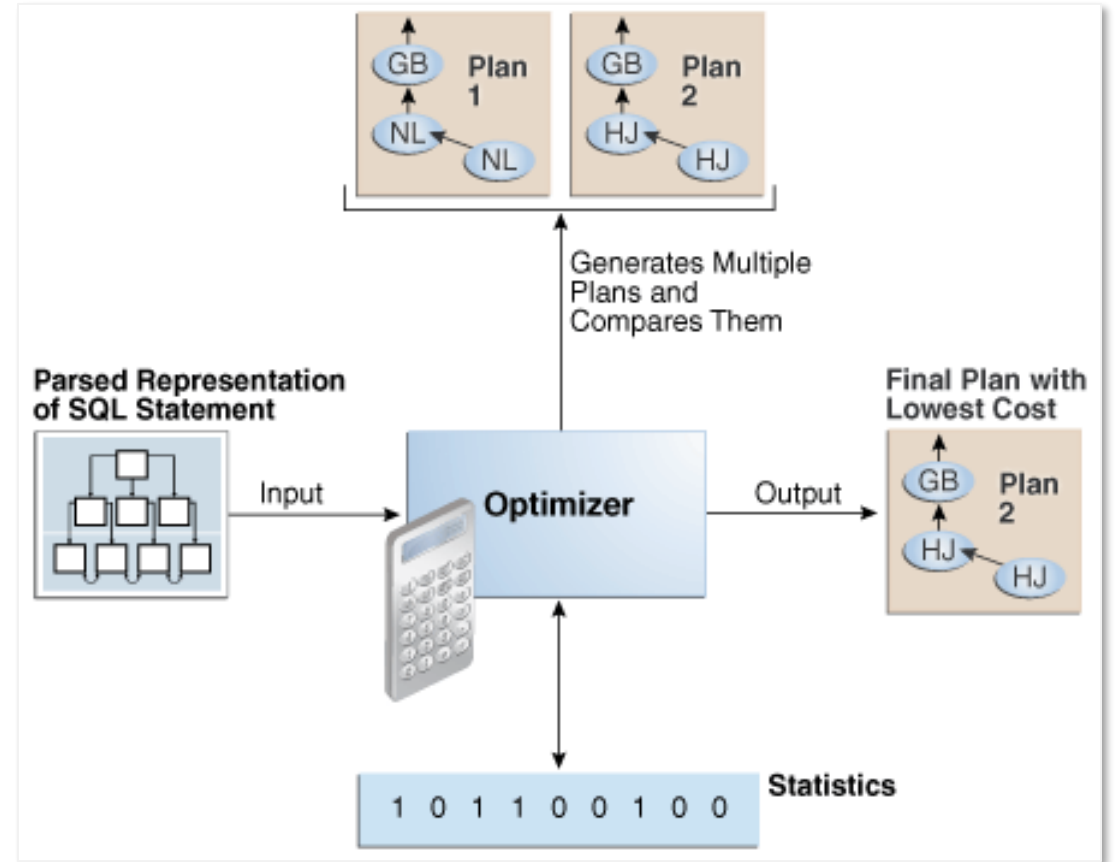 GB Plan
1
NL
NL
GB Plan
2
HJ
HJ
Generates Multiple
Plans and
Compares Them
Parsed Representation
of SQL Statement
Input
Optimizer
Output
Final Plan with
Lowest Cost
GB Plan
2
HJ
HJ
Statistics
1 0 1 1 0 0 1 0 0